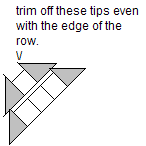 trim off these tips even
with the edge of the
row.
V